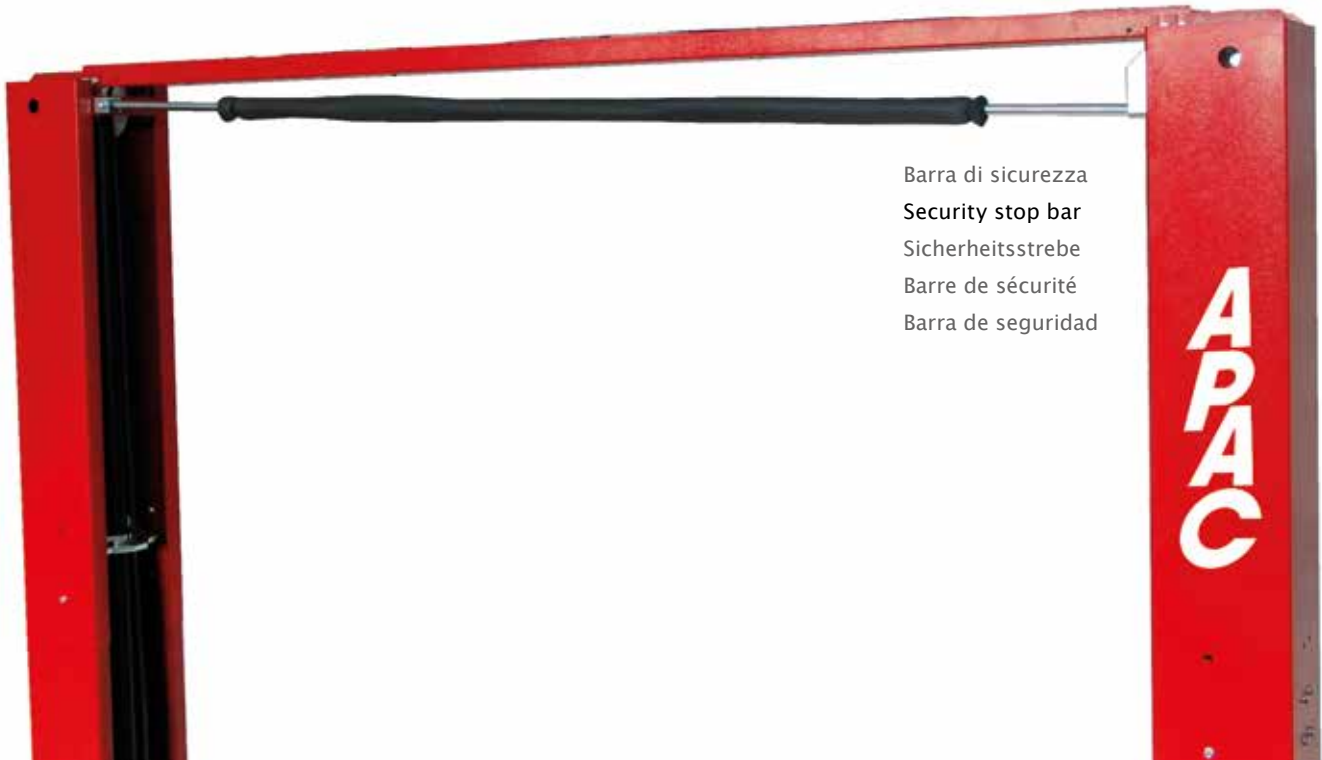 Barra di sicurezza
Security stop bar
Sicherheitsstrebe
Barre de sécurité
Barra de seguridad
APAC